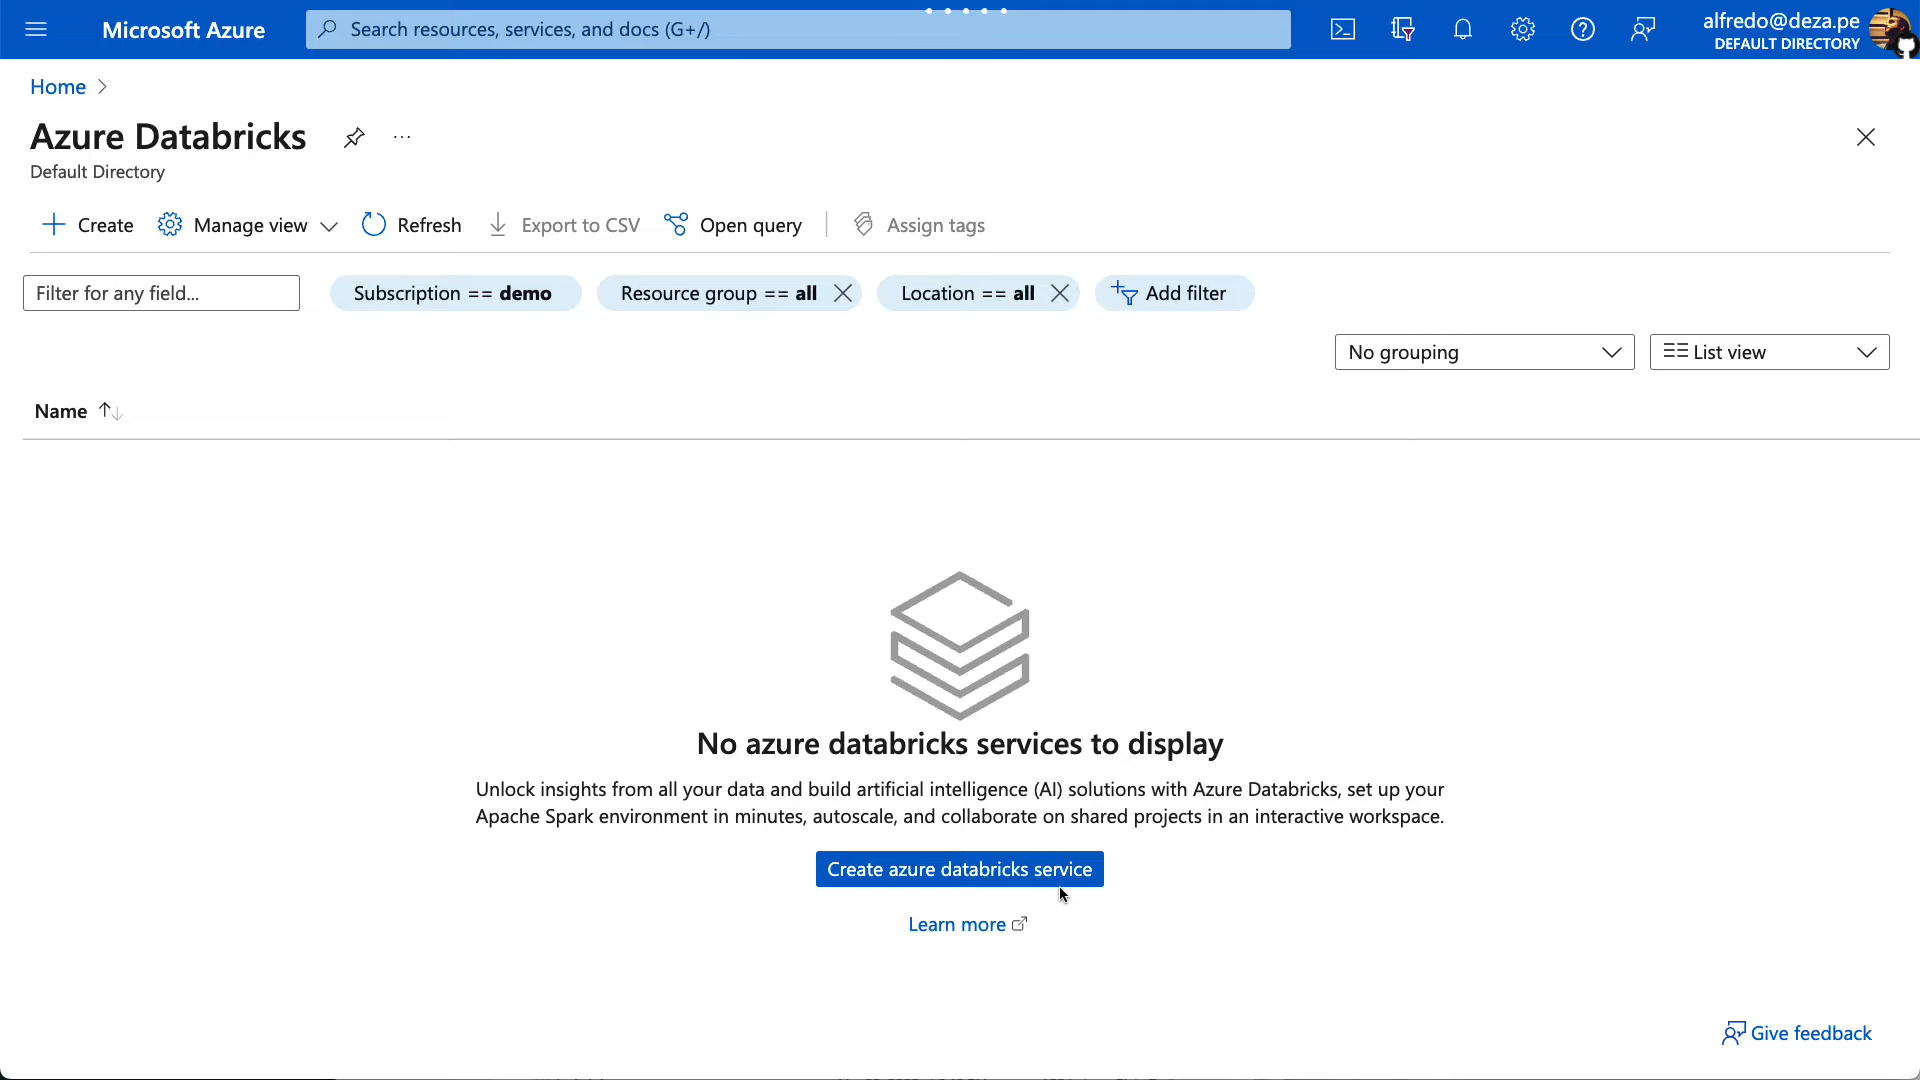 Microsoft Azure
Search resources, services, and docs (G+/)
alfredo@deza.pe
DEFAULT DIRECTORY
Home
Azure Databricks
...
Default Directory
Create
Manage view
Refresh
Export to CSV
Open query
Assign tags
Filter for any field...
Subscription == demo
Resource group == all
Location == all
Add filter
No grouping
List view
Name
No azure databricks services to display
Unlock insights from all your data and build artificial intelligence (AI) solutions with Azure Databricks, set up your
Apache Spark environment in minutes, autoscale, and collaborate on shared projects in an interactive workspace.
Create azure databricks service
Learn more
Give feedback